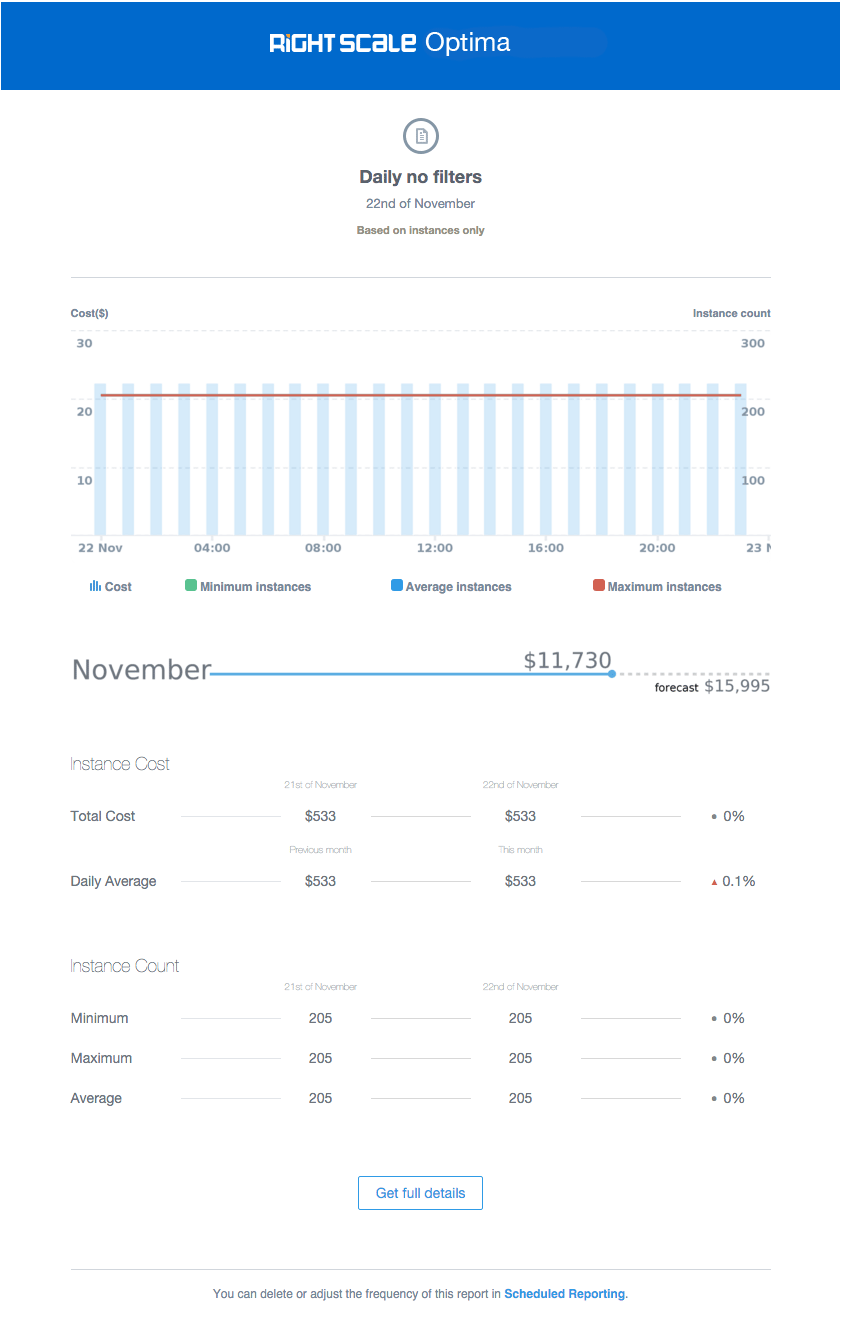 RIGHTSCALE Optima
Daily no filters
22nd of November
Based on instances only
Cost($) Instance count
30 300
20 200
10 100
22 Nov 04:00 08:00 12:00 16:00 20:00 23 N
Cost Minimum instances Average instances Maximum instances
November $11,730
forecast $15,995
Instance Cost
21st of November 22nd of November
Total Cost $533 $533 • 0%
Previous month This month
Daily Average $533 $533 ▲ 0.1%
Instance Count
21st of November 22nd of November
Minimum 205 205 • 0%
Maximum 205 205 • 0%
Average 205 205 • 0%
Get full details
You can delete or adjust the frequency of this report in Scheduled Reporting.